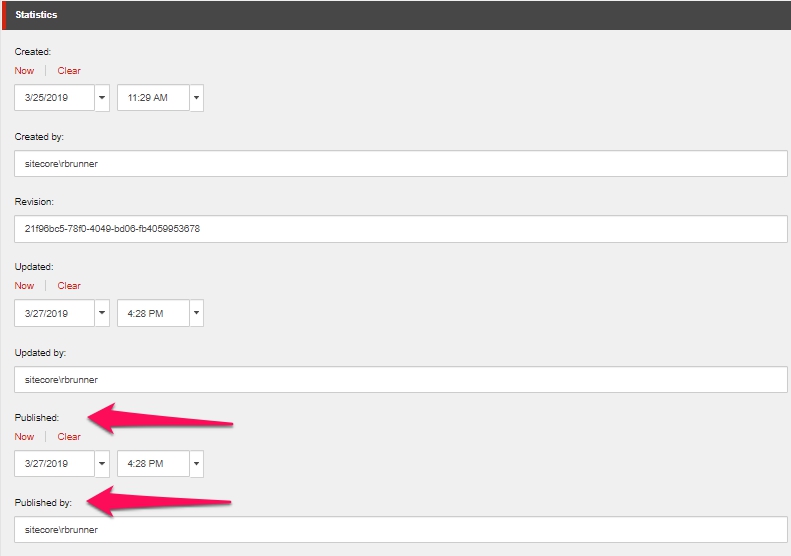 Statistics
Created:
Now | Clear
3/25/2019 11:29 AM
Created by:
sitecore\rbrunner
Revision:
21f96bc5-78f0-4049-bd06-fb4059953678
Updated:
Now | Clear
3/27/2019 4:28 PM
Updated by:
sitecore\rbrunner
Published:
Now | Clear
3/27/2019 4:28 PM
Published by:
sitecore\rbrunner